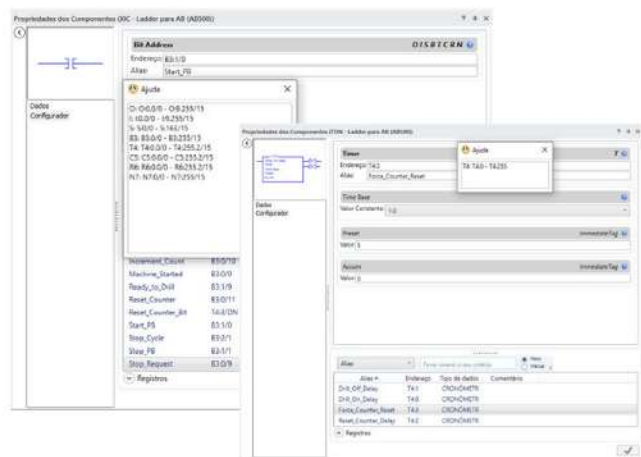 Propriedades dos Componentes (XIC - Ladder para AB (AB500))
Bit Address
O I S B T C R N
Endereço: B3:1/0
Alias: Start_PB
Dados
Configurador
Ajuda
O: O:0.0/0 - O:8.255/15
I: I:0.0/0 - I:8.255/15
S: S:0/0 - S:163/15
B3: B3:0/0 - B3:255/15
T4: T4:0.0/0 - T4:255.2/15
C5: C5:0.0/0 - C5:255.2/15
R6: R6:0.0/0 - R6:255.2/15
N7: N7:0/0 - N7:255/15
Increment_Count B3:0/10
Machine_Started B3:0/0
Ready_to_Drill B3:1/9
Reset_Counter B3:0/11
Reset_Counter_Bit T4:3/DN
Start_PB B3:1/0
Stop_Cycle B3:2/1
Stop_PB B3:1/1
Stop_Request B3:0/9
Registros
Propriedades dos Componentes (TON - Ladder para AB (AB500))
Timer
T
Endereço: T4:3
Alias: Force_Counter_Reset
Dados
Configurador
Ajuda
T4: T4:0 - T4:255
Time Base
Valor Constante: 1.0
Preset
ImmediateTag
Valor: 5
Accum
ImmediateTag
Valor: 0
Alias
Alias Endereço Tipo de dados Comentário
Drill_Off_Delay T4:1 CRONÔMETR
Drill_On_Delay T4:0 CRONÔMETR
Force_Counter_Reset T4:3 CRONÔMETR
Reset_Counter_Delay T4:2 CRONÔMETR
Registros